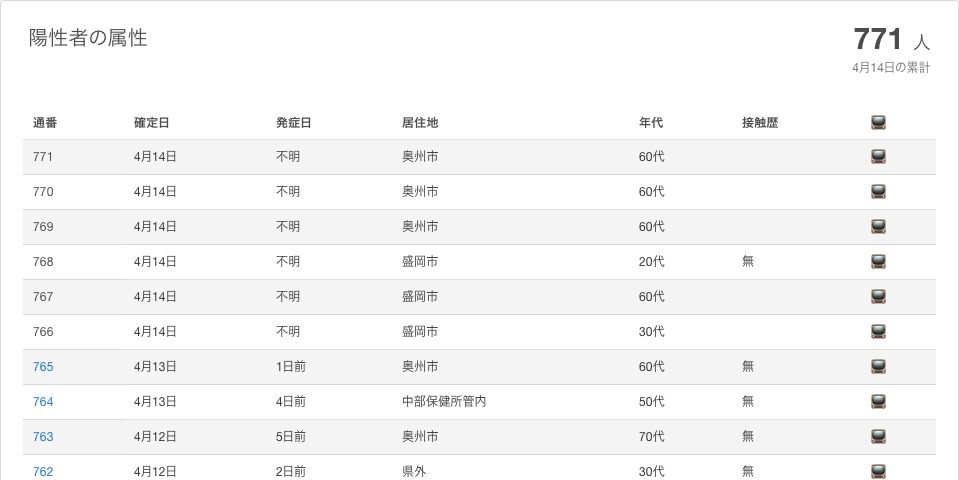 陽性者の属性
771 人
4月14日の累計
通番 確定日 発症日 居住地 年代 接触歴
771 4月14日 不明 奥州市 60代
770 4月14日 不明 奥州市 60代
769 4月14日 不明 奥州市 60代
768 4月14日 不明 盛岡市 20代 無
767 4月14日 不明 盛岡市 60代
766 4月14日 不明 盛岡市 30代
765 4月13日 1日前 奥州市 60代 無
764 4月13日 4日前 中部保健所管内 50代 無
763 4月12日 5日前 奥州市 70代 無
762 4月12日 2日前 県外 30代 無